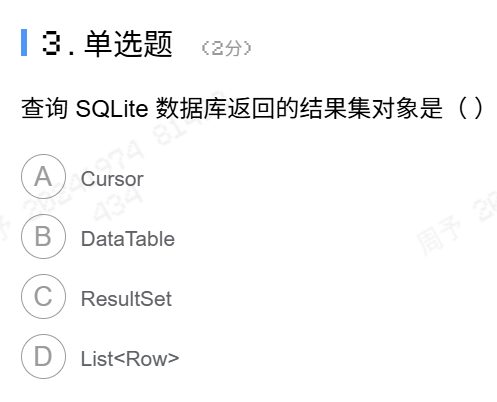 3.单选题 (2分)
查询 SQLite 数据库返回的结果集对象是 ( )
A Cursor
B DataTable
C ResultSet
D List<Row>